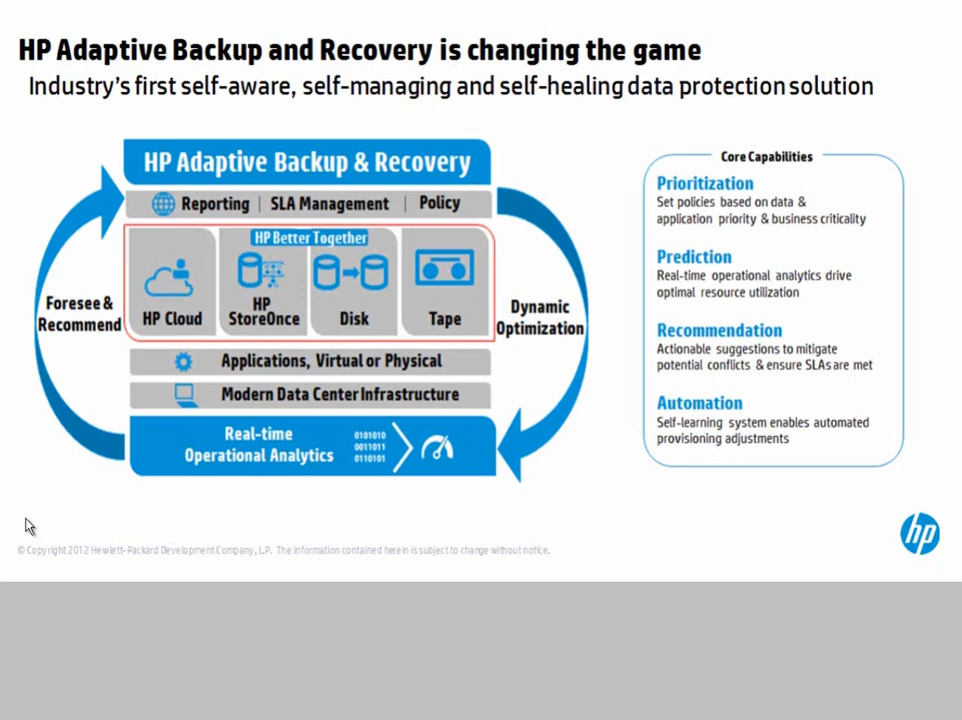 HP Adaptive Backup and Recovery is changing the game
Industry's first self-aware, self-managing and self-healing data protection solution
HP Adaptive Backup & Recovery
Reporting | SLA Management | Policy
HP Better Together
HP Cloud
HP
StoreOnce
Disk
Tape
Foresee &
Recommend
Dynamic
Optimization
Applications, Virtual or Physical
Modern Data Center Infrastructure
Real-time
Operational Analytics
0101010
0011011
0110101
Core Capabilities
Prioritization
Set policies based on data &
application priority & business criticality
Prediction
Real-time operational analytics drive
optimal resource utilization
Recommendation
Actionable suggestions to mitigate
potential conflicts & ensure SLAs are met
Automation
Self-learning system enables automated
provisioning adjustments
© Copyright 2012 Hewlett-Packard Development Company, L.P. The information contained herein is subject to change without notice.
hp